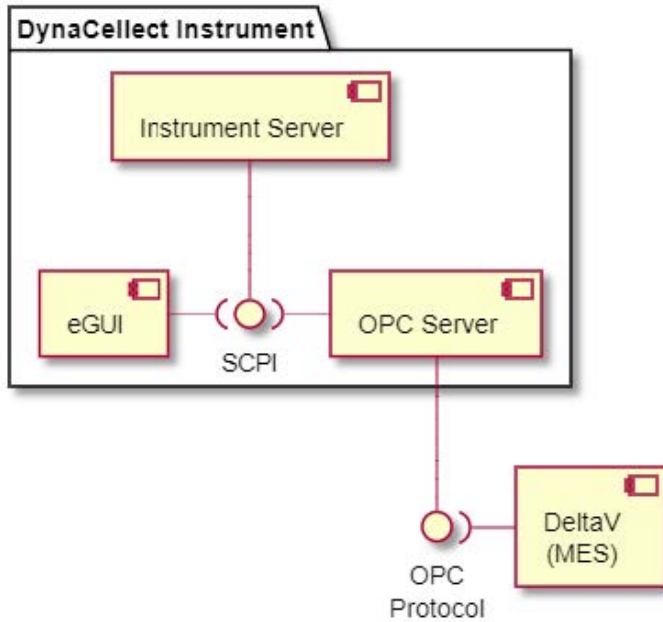 DynaCellect Instrument
Instrument Server
eGUI
OPC Server
SCPI
DeltaV
(MES)
OPC
Protocol